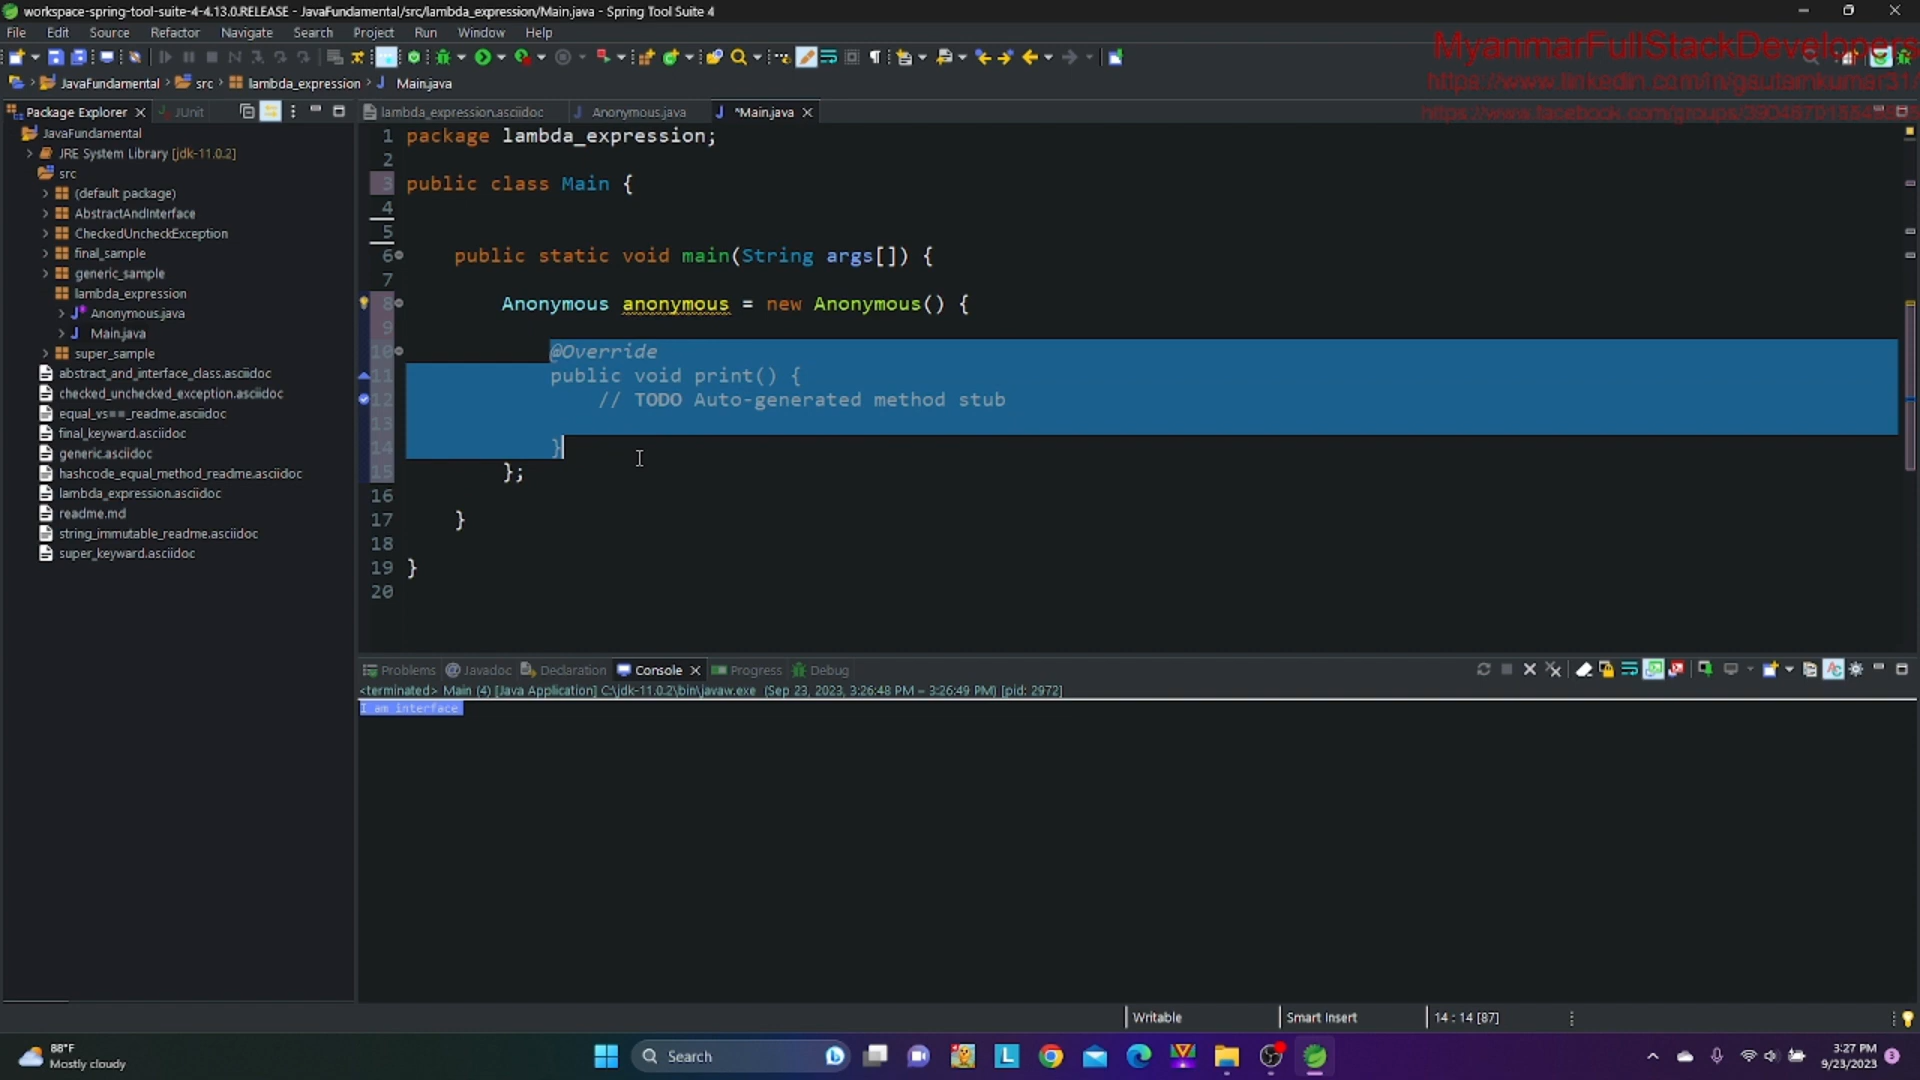 workspace-spring-tool-suite-4-4.13.0.RELEASE - JavaFundamental/src/lambda_expression/Main.java - Spring Tool Suite 4
File Edit Source Refactor Navigate Search Project Run Window Help
MyanmarFullStackDevelopers
JavaFundamental > src > lambda_expression > Main.java
Package Explorer JUnit
lambda_expression.asciidoc Anonymous.java *Main.java
JavaFundamental
JRE System Library [jdk-11.0.2]
src
(default package)
AbstractAndInterface
CheckedUncheckException
final_sample
generic_sample
lambda_expression
Anonymous.java
Main.java
super_sample
abstract_and_interface_class.asciidoc
checked_unchecked_exception.asciidoc
equal_vs==_readme.asciidoc
final_keyward.asciidoc
generic.asciidoc
hashcode_equal_method_readme.asciidoc
lambda_expression.asciidoc
readme.md
string_immutable_readme.asciidoc
super_keyward.asciidoc
1 package lambda_expression;
2
3 public class Main {
4
5
6 public static void main(String args[]) {
7
8 Anonymous anonymous = new Anonymous() {
9
10 @Override
11 public void print() {
12 // TODO Auto-generated method stub
13
14 }
15 };
16
17 }
18
19 }
20
Problems Javadoc Declaration Console Progress Debug
<terminated> Main (4) [Java Application] C:\jdk-11.0.2\bin\javaw.exe (Sep 23, 2023, 3:26:48 PM – 3:26:49 PM) [pid: 2972]
I am interface
Writable Smart Insert 14 : 14 [87]
88°F
Mostly cloudy
Search
3:27 PM
9/23/2023
3